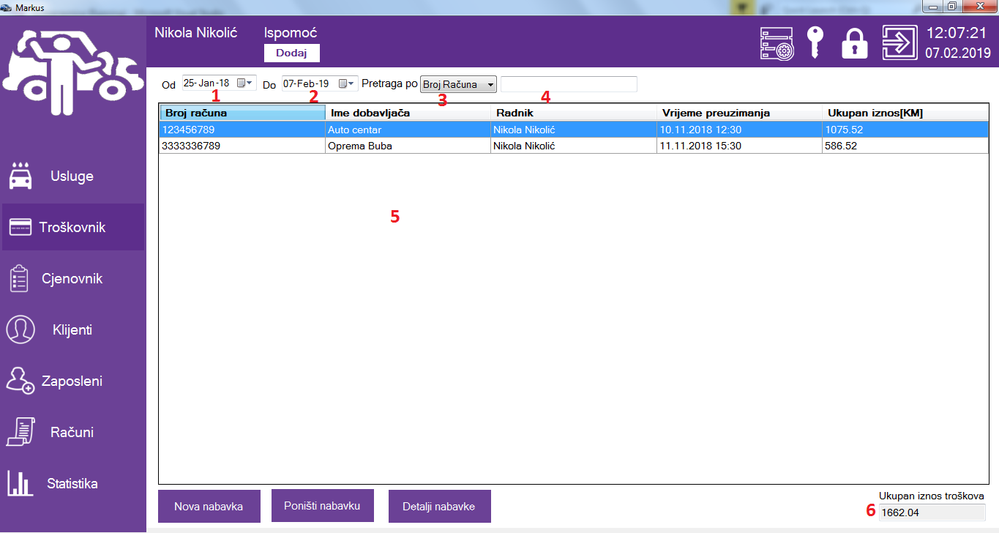 Markus
Nikola Nikolić Ispomoć
Dodaj
12:07:21
07.02.2019
Od 25-Jan-18 Do 07-Feb-19 Pretraga po Broj Računa
1 2 3 4
Broj računa Ime dobavljača Radnik Vrijeme preuzimanja Ukupan iznos[KM]
123456789 Auto centar Nikola Nikolić 10.11.2018 12:30 1075.52
3333336789 Oprema Buba Nikola Nikolić 11.11.2018 15:30 586.52
5
Usluge
Troškovnik
Cjenovnik
Klijenti
Zaposleni
Računi
Statistika
Nova nabavka Poništi nabavku Detalji nabavke
Ukupan iznos troškova
6 1662.04